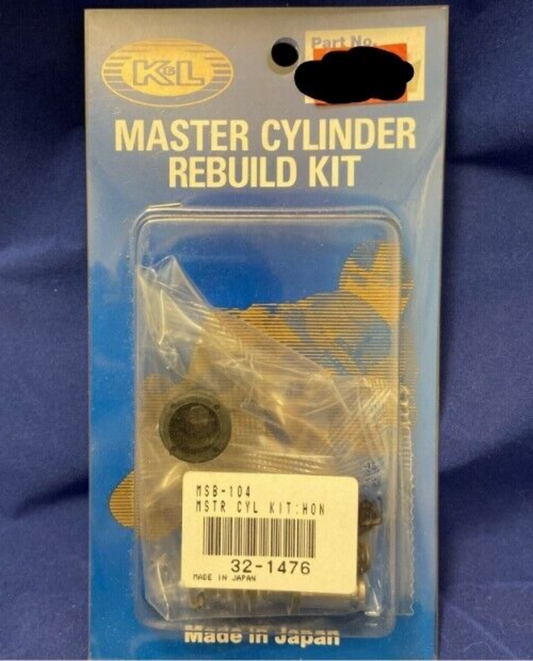 K&L
Part No.
MASTER CYLINDER
REBUILD KIT
MSB-104
MSTR CYL KIT:HON
32-1476
MADE IN JAPAN
Made in Japan